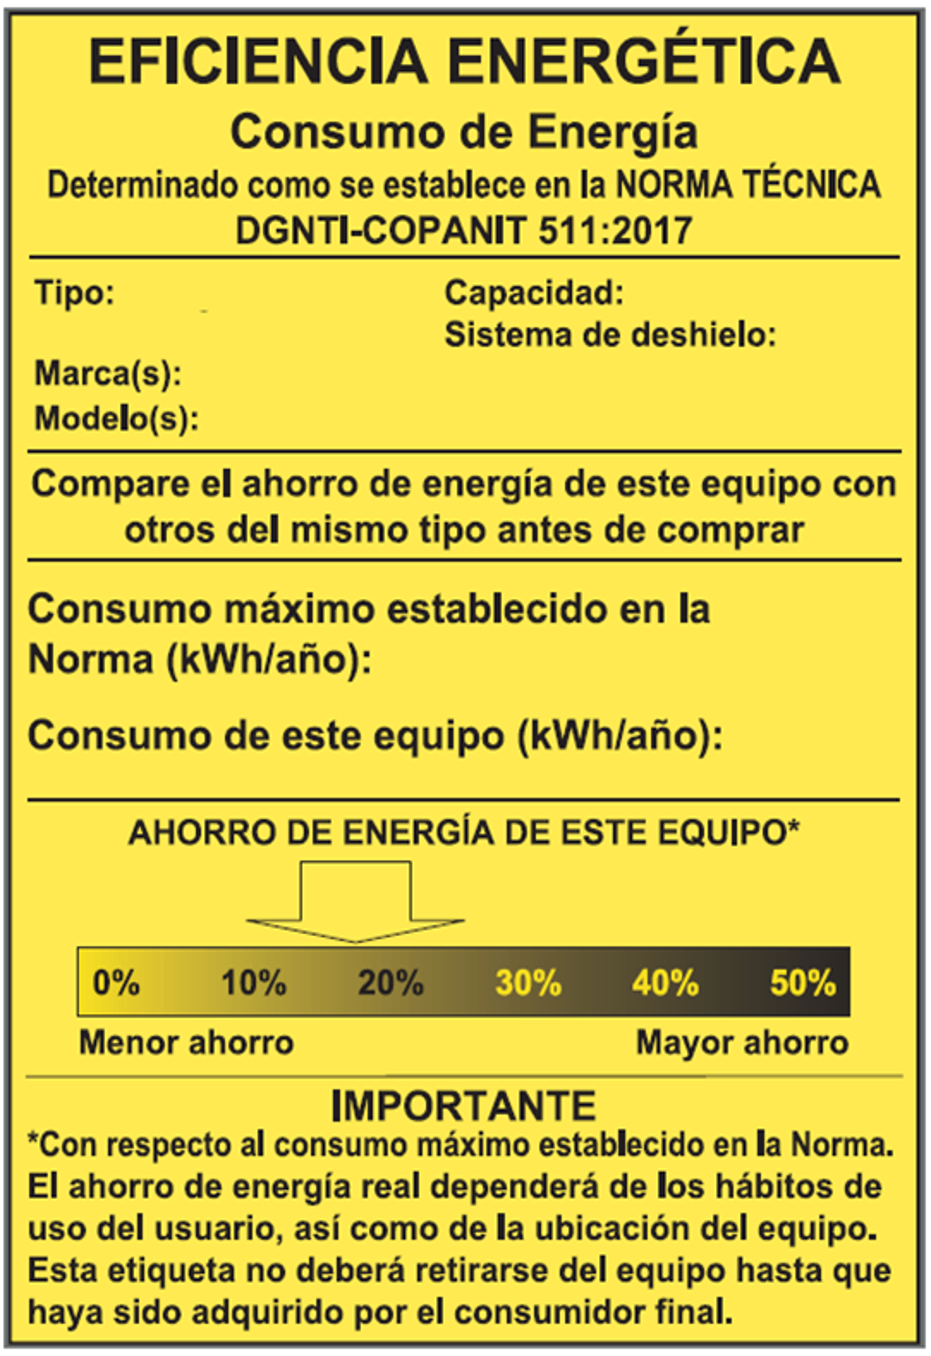 EFICIENCIA ENERGÉTICA
Consumo de Energía
Determinado como se establece en la NORMA TÉCNICA
DGNTI-COPANIT 511:2017
Tipo: Capacidad:
Sistema de deshielo:
Marca(s):
Modelo(s):
Compare el ahorro de energía de este equipo con
otros del mismo tipo antes de comprar
Consumo máximo establecido en la
Norma (kWh/año):
Consumo de este equipo (kWh/año):
AHORRO DE ENERGÍA DE ESTE EQUIPO*
0% 10% 20% 30% 40% 50%
Menor ahorro Mayor ahorro
IMPORTANTE
*Con respecto al consumo máximo establecido en la Norma.
El ahorro de energía real dependerá de los hábitos de
uso del usuario, así como de la ubicación del equipo.
Esta etiqueta no deberá retirarse del equipo hasta que
haya sido adquirido por el consumidor final.